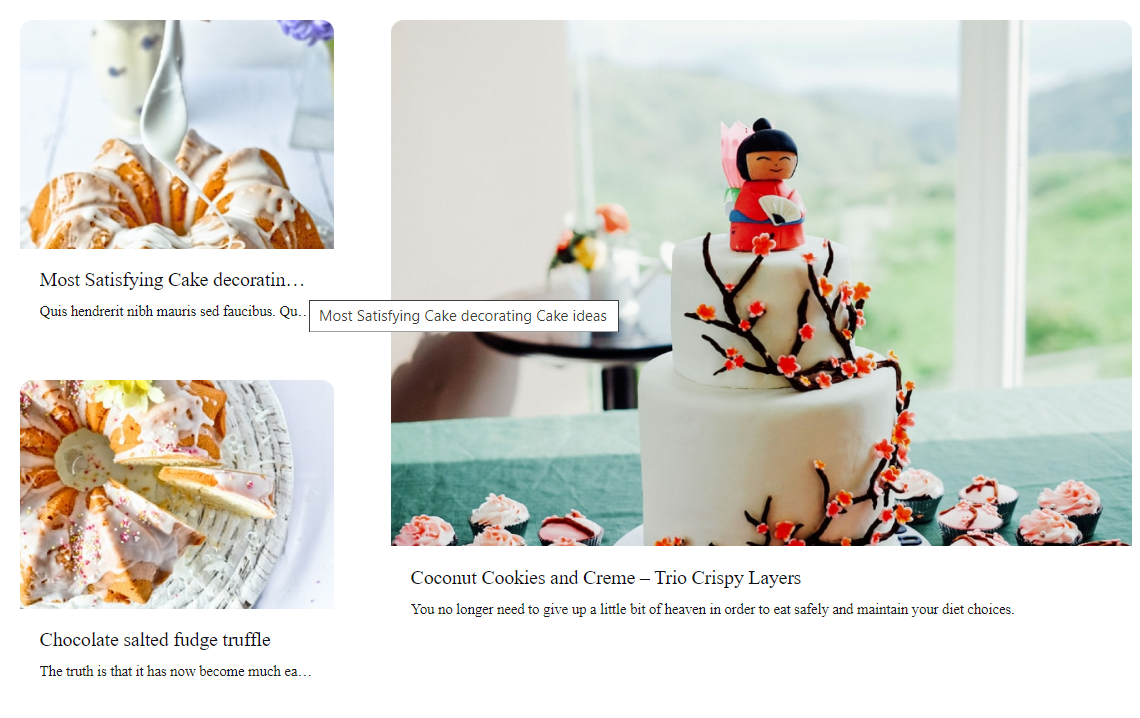 Most Satisfying Cake decoratin…
Quis hendrerit nibh mauris sed faucibus. Qu…
Most Satisfying Cake decorating Cake ideas
Chocolate salted fudge truffle
The truth is that it has now become much ea…
Coconut Cookies and Creme – Trio Crispy Layers
You no longer need to give up a little bit of heaven in order to eat safely and maintain your diet choices.